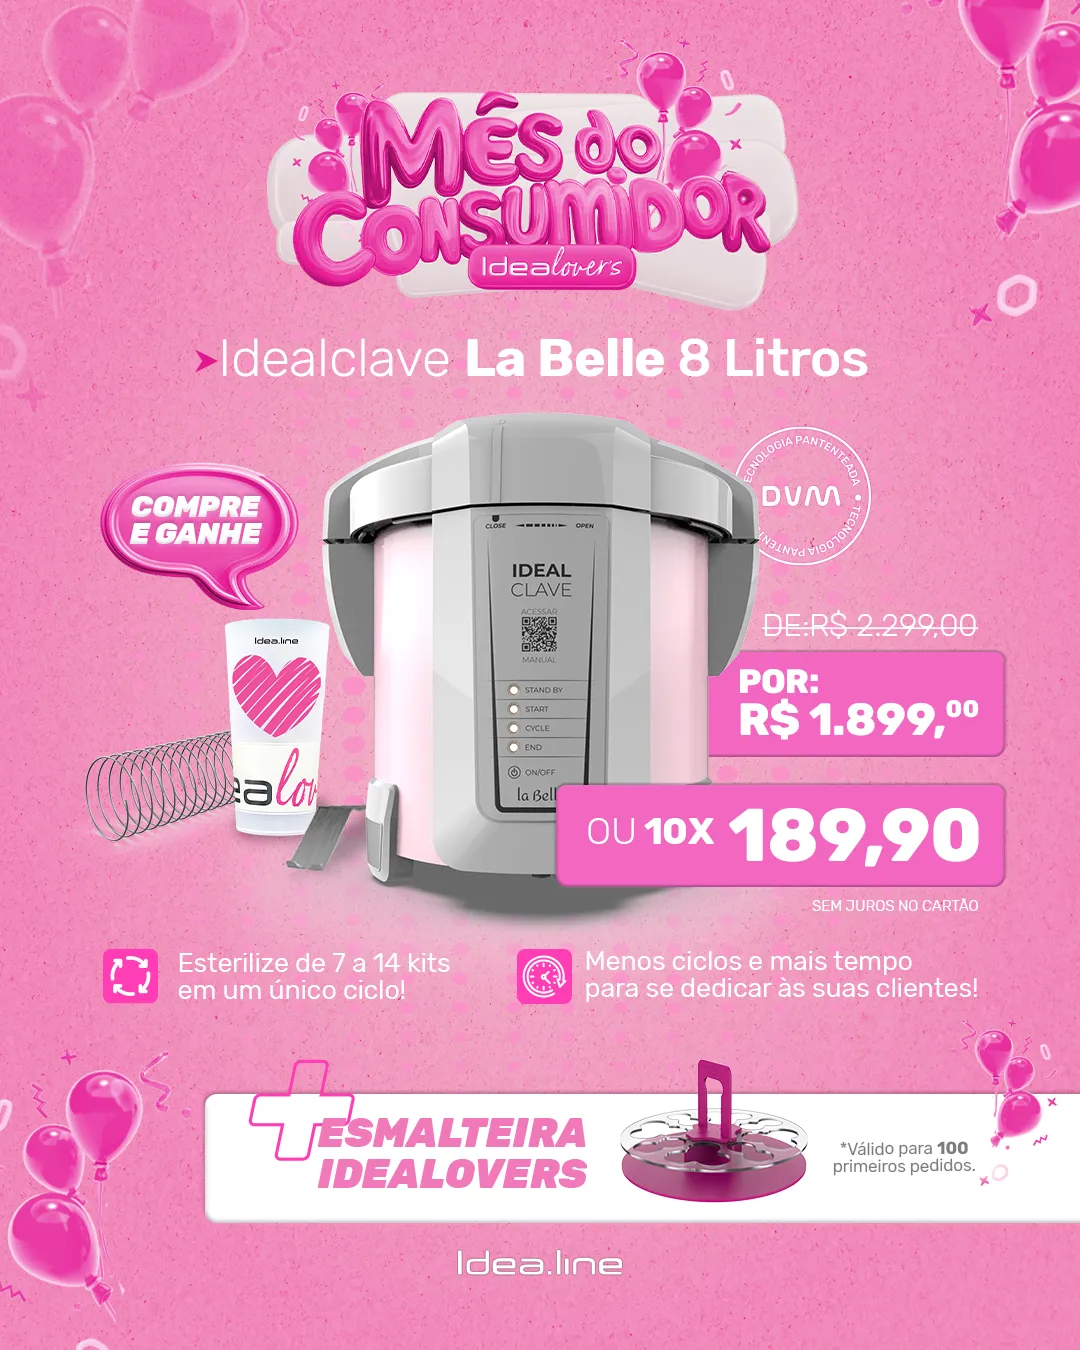 MÊS do
CONSUMIDOR
Idealovers
Idealclave La Belle 8 Litros
COMPRE
E GANHE
TECNOLOGIA PANTENTEADA • TECNOLOGIA PANTEN
DVM
CLOSE OPEN
IDEAL
CLAVE
ACESSAR
MANUAL
STAND BY
START
CYCLE
END
ON/OFF
la Bell
Idea.line
ealov
DE:R$ 2.299,00
POR:
R$ 1.899,00
OU 10X 189,90
SEM JUROS NO CARTÃO
Esterilize de 7 a 14 kits
em um único ciclo!
Menos ciclos e mais tempo
para se dedicar às suas clientes!
+ESMALTEIRA
IDEALOVERS
*Válido para 100
primeiros pedidos.
Idea.line